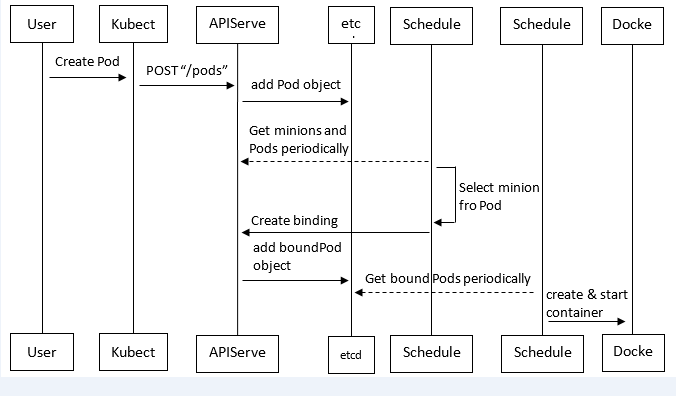 User
Kubect
APIServe
etc
.
Schedule
Schedule
Docke
Create Pod
POST “/pods”
add Pod object
Get minions and
Pods periodically
Select minion
fro Pod
Create binding
add boundPod
object
Get bound Pods periodically
create & start
container
User
Kubect
APIServe
etcd
Schedule
Schedule
Docke